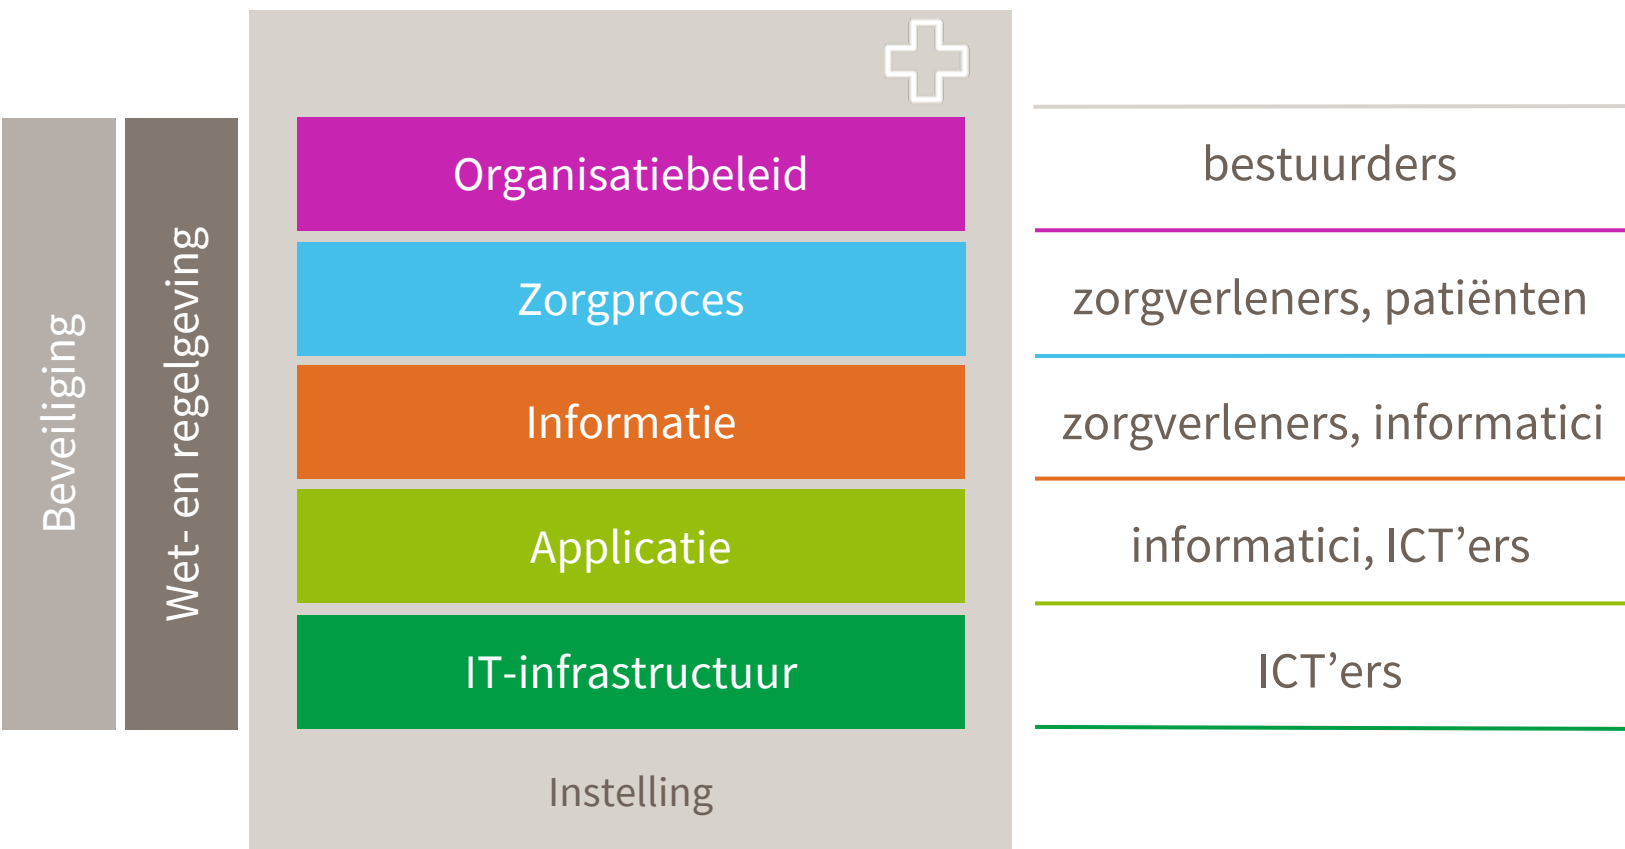 Beveiliging
Wet- en regelgeving
Organisatiebeleid
bestuurders
Zorgproces
zorgverleners, patiënten
Informatie
zorgverleners, informatici
Applicatie
informatici, ICT’ers
IT-infrastructuur
ICT’ers
Instelling